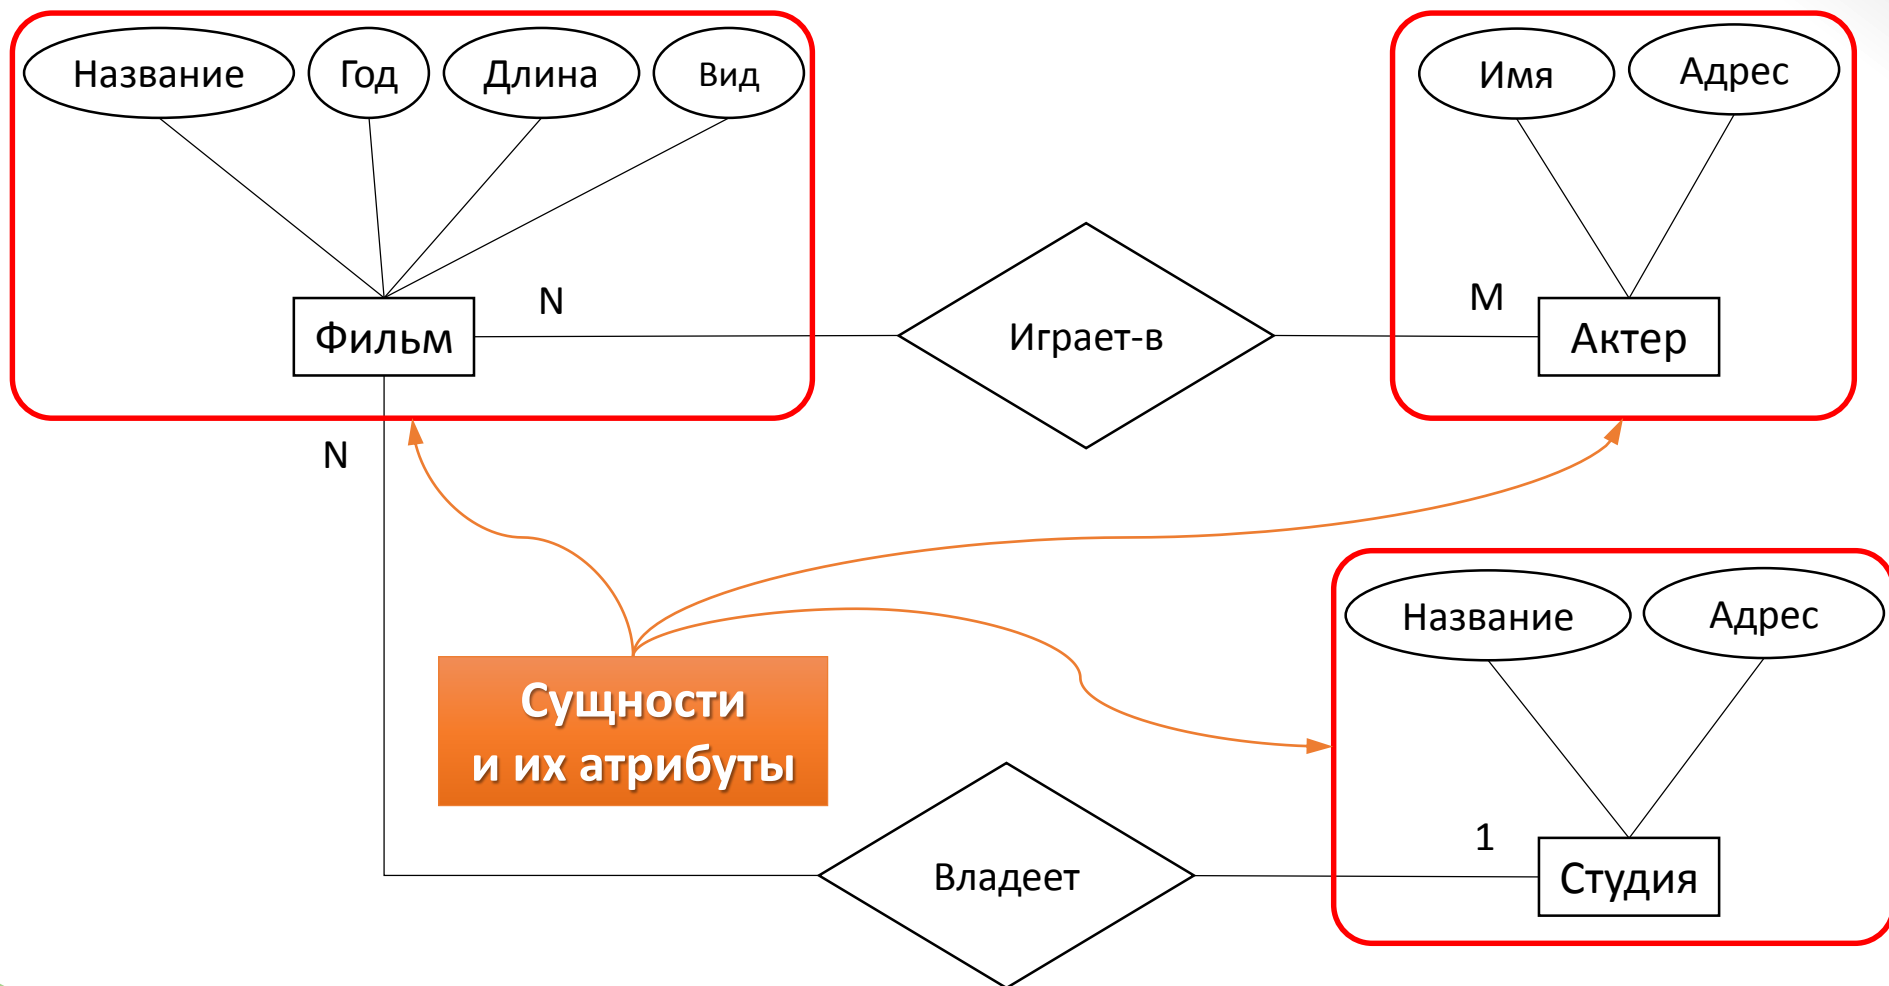 Название
Год
Длина
Вид
Имя
Адрес
N
M
Фильм
Играет-в
Актер
N
Название
Адрес
Сущности
и их атрибуты
1
Владеет
Студия